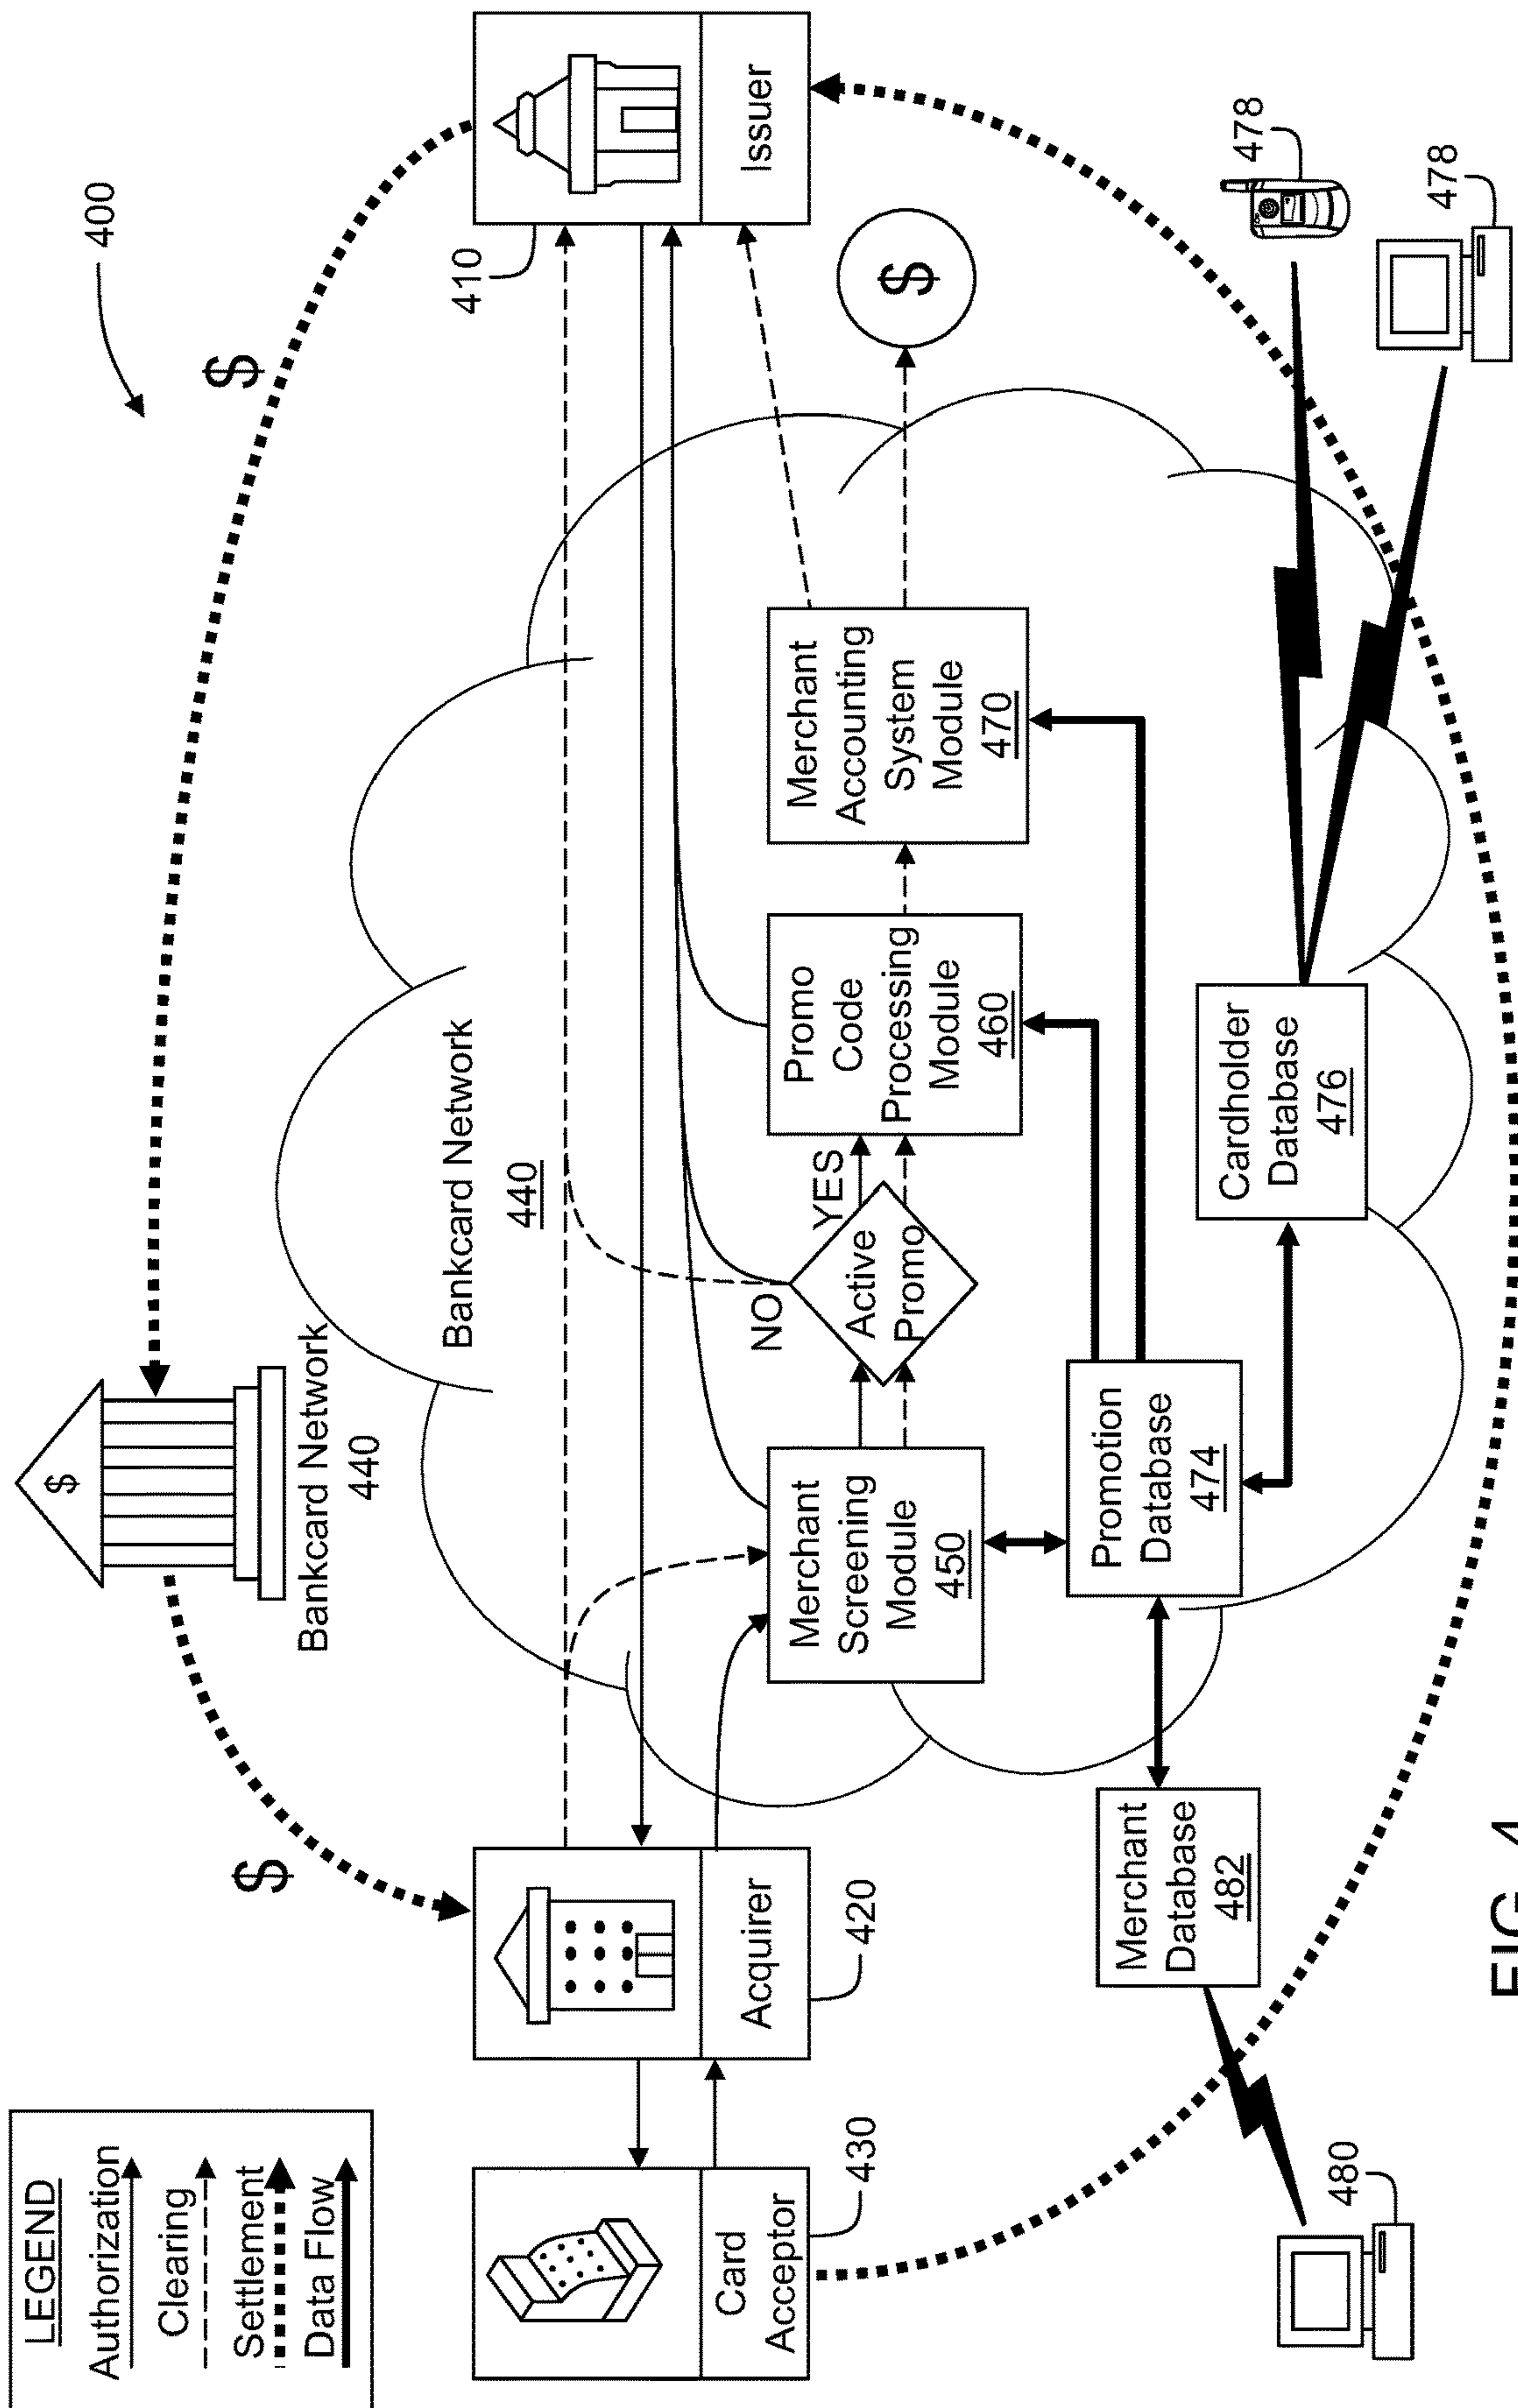 LEGEND
Authorization
Clearing
Settlement
Data Flow
400
$
$
$
Bankcard Network
440
Bankcard Network
440
Card
Acceptor
430
Acquirer
420
410
Issuer
Merchant
Screening
Module
450
Active
Promo
NO
YES
Promo
Code
Processing
Module
460
Merchant
Accounting
System
Module
470
$
Promotion
Database
474
Cardholder
Database
476
478
478
Merchant
Database
482
480